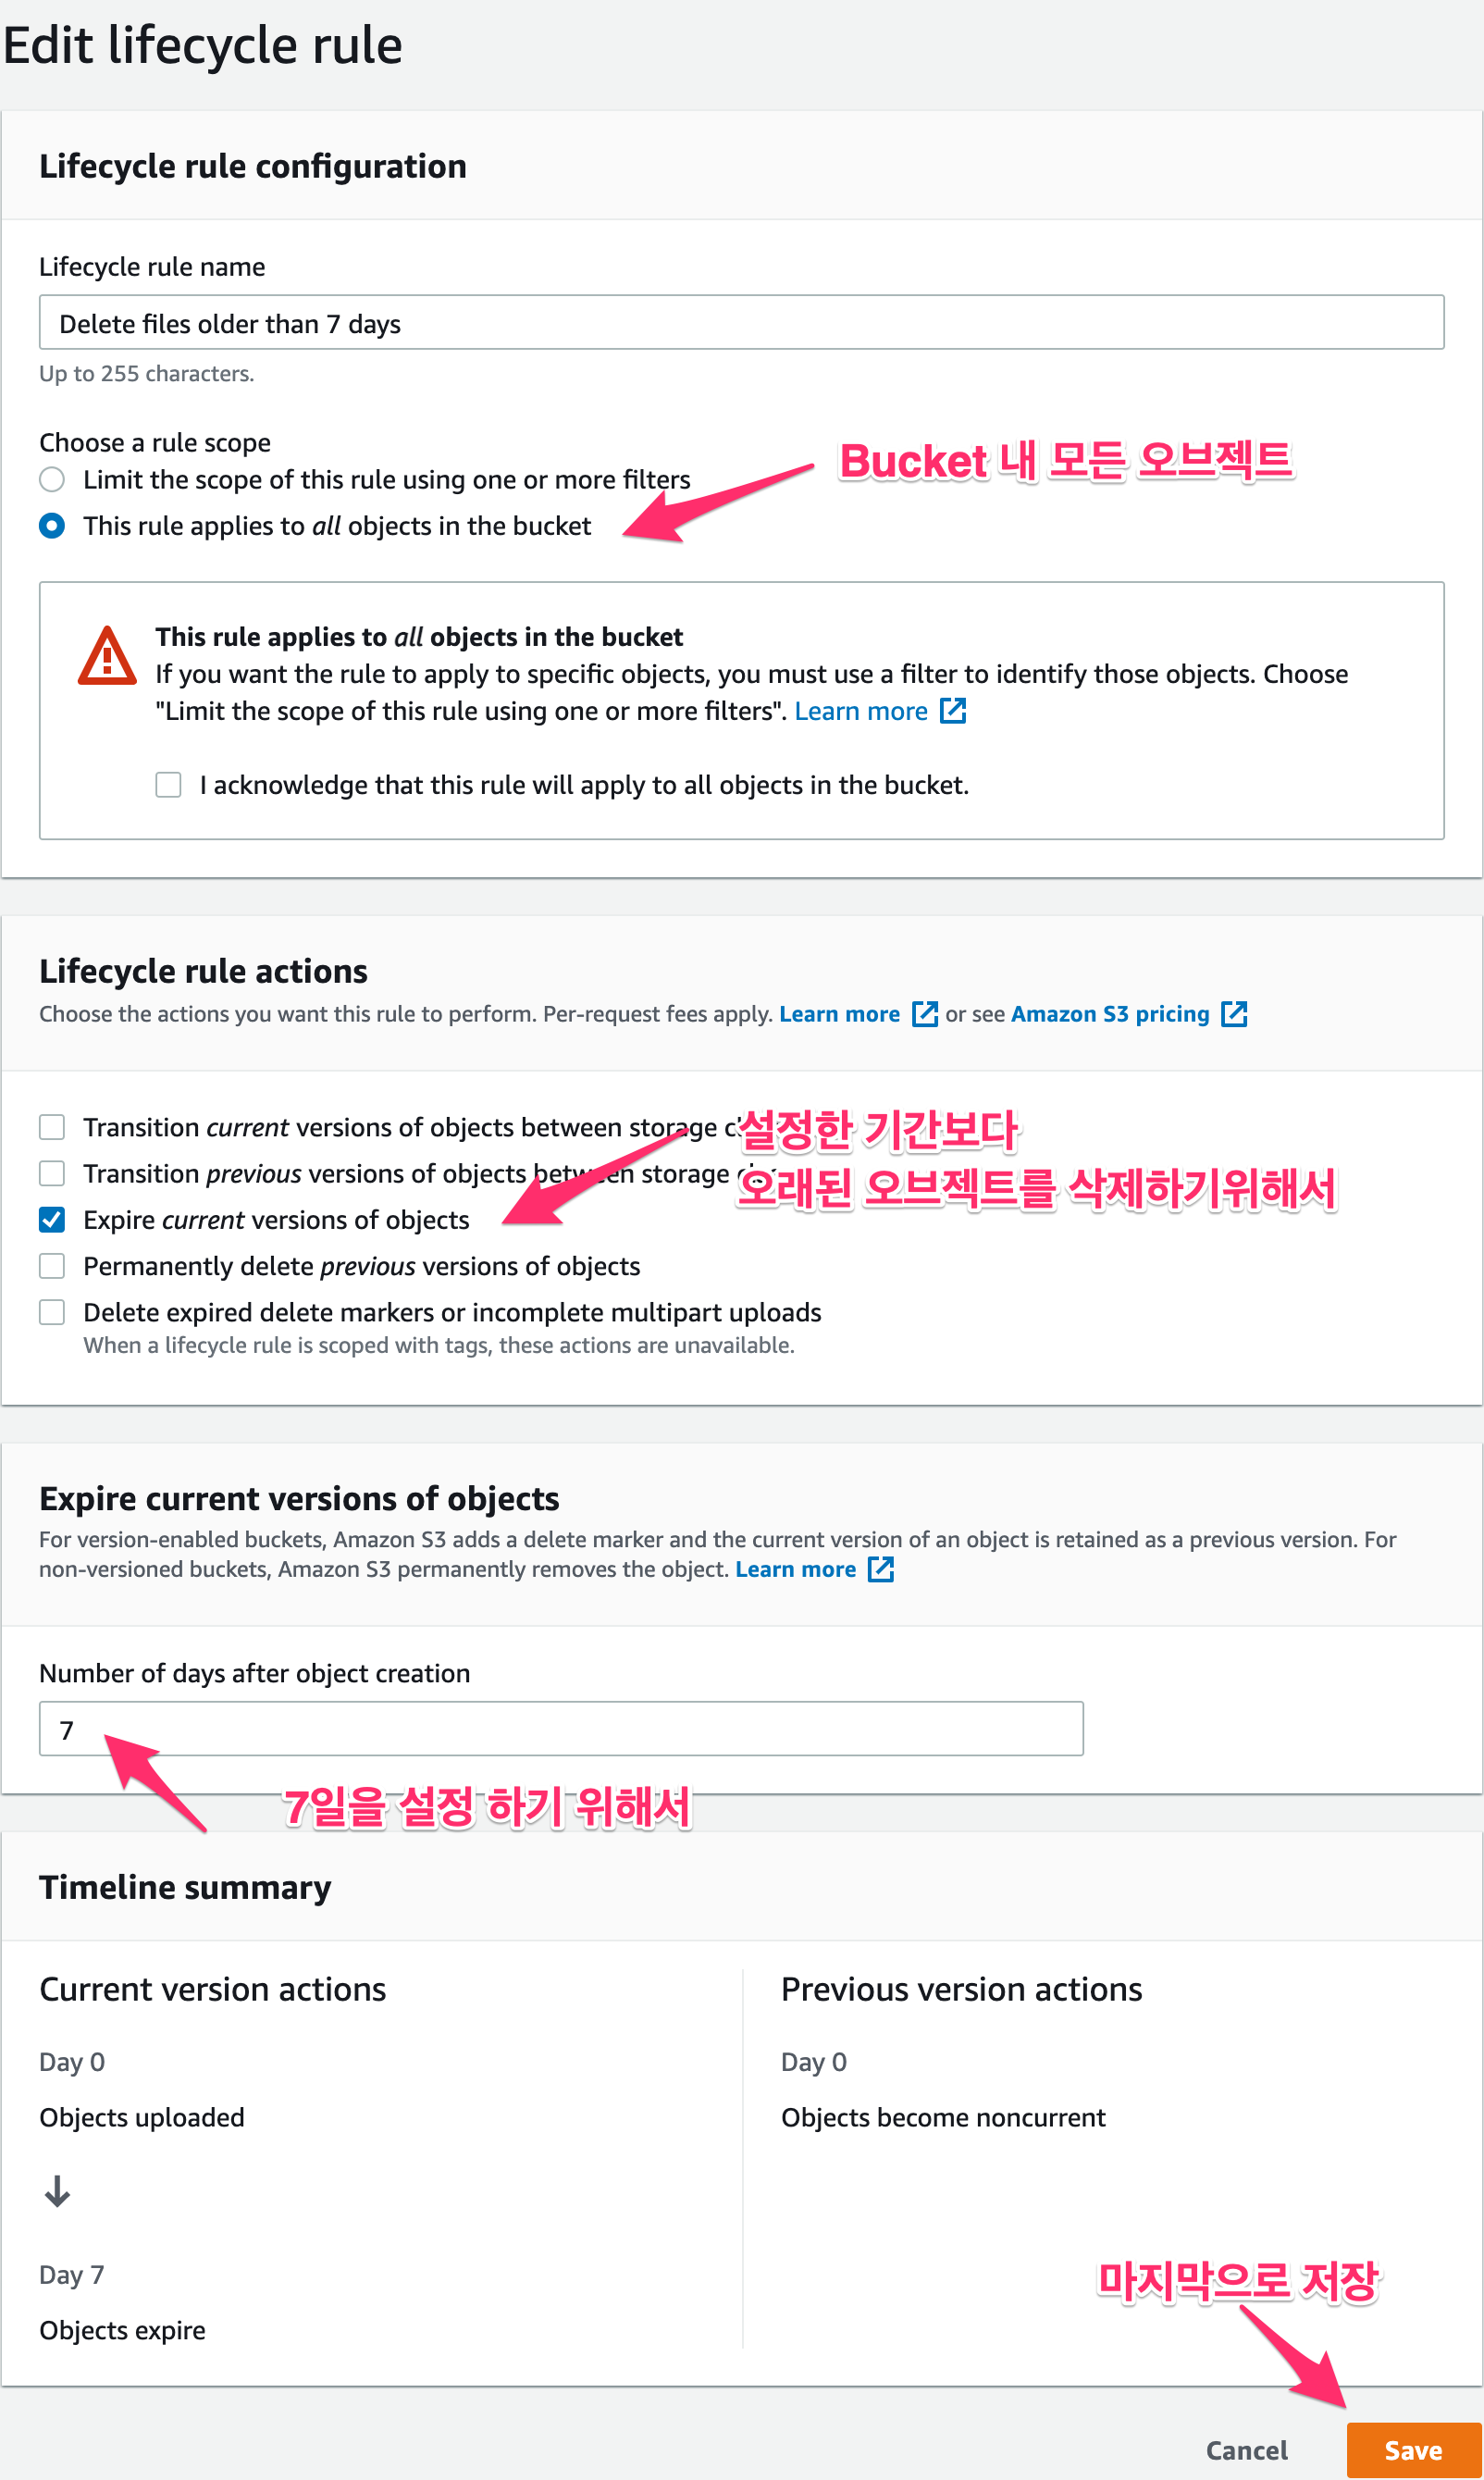 Edit lifecycle rule
Lifecycle rule configuration
Lifecycle rule name
Delete files older than 7 days
Up to 255 characters.
Choose a rule scope
Limit the scope of this rule using one or more filters
Bucket 내 모든 오브젝트
This rule applies to all objects in the bucket
This rule applies to all objects in the bucket
If you want the rule to apply to specific objects, you must use a filter to identify those objects. Choose
"Limit the scope of this rule using one or more filters". Learn more
I acknowledge that this rule will apply to all objects in the bucket.
Lifecycle rule actions
Choose the actions you want this rule to perform. Per-request fees apply. Learn more or see Amazon S3 pricing
Transition current versions of objects between storage
설정한 기간보다
Transition previous versions of objects between storage
오래된 오브젝트를 삭제하기위해서
Expire current versions of objects
Permanently delete previous versions of objects
Delete expired delete markers or incomplete multipart uploads
When a lifecycle rule is scoped with tags, these actions are unavailable.
Expire current versions of objects
For version-enabled buckets, Amazon S3 adds a delete marker and the current version of an object is retained as a previous version. For
non-versioned buckets, Amazon S3 permanently removes the object. Learn more
Number of days after object creation
7
7일을 설정 하기 위해서
Timeline summary
Current version actions
Day 0
Objects uploaded
Day 7
Objects expire
Previous version actions
Day 0
Objects become noncurrent
마지막으로 저장
Cancel
Save